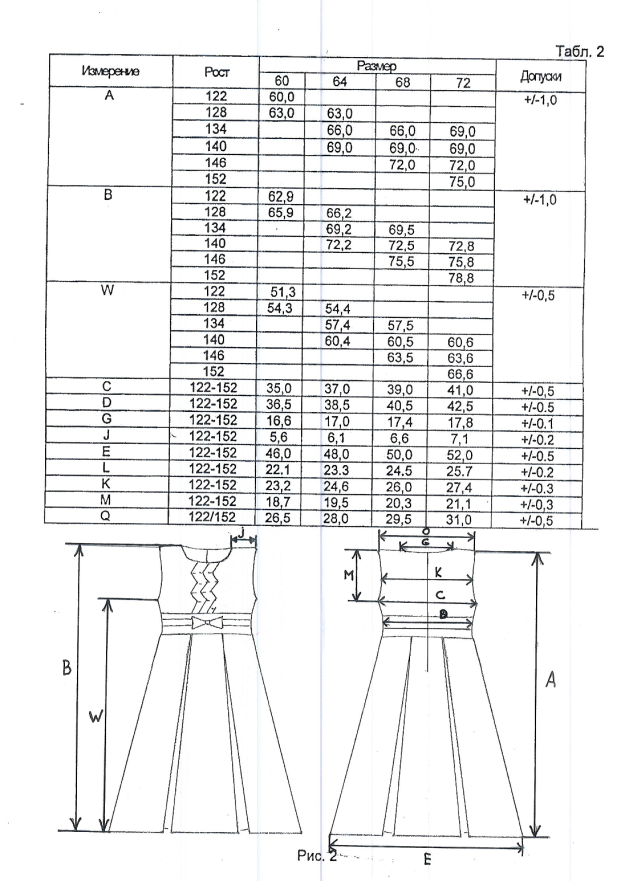 Табл. 2
Измерение Рост Размер Допуски
60 64 68 72
A 122 60,0 +/-1,0
128 63,0 63,0
134 66,0 66,0 69,0
140 69,0 69,0 69,0
146 72,0 72,0
152 75,0
B 122 62,9 +/-1,0
128 65,9 66,2
134 69,2 69,5
140 72,2 72,5 72,8
146 75,5 75,8
152 78,8
W 122 51,3 +/-0,5
128 54,3 54,4
134 57,4 57,5
140 60,4 60,5 60,6
146 63,5 63,6
152 66,6
C 122-152 35,0 37,0 39,0 41,0 +/-0,5
D 122-152 36,5 38,5 40,5 42,5 +/-0.5
G 122-152 16,6 17,0 17,4 17,8 +/-0.1
J 122-152 5,6 6,1 6,6 7,1 +/-0.2
E 122-152 46,0 48,0 50,0 52,0 +/-0.5
L 122-152 22.1 23.3 24.5 25.7 +/-0.2
K 122-152 23,2 24,6 26,0 27,4 +/-0.3
M 122-152 18,7 19,5 20,3 21,1 +/-0,3
Q 122/152 26,5 28,0 29,5 31,0 +/-0,5
J
G
M
K
C
B
A
W
Рис. 2
E